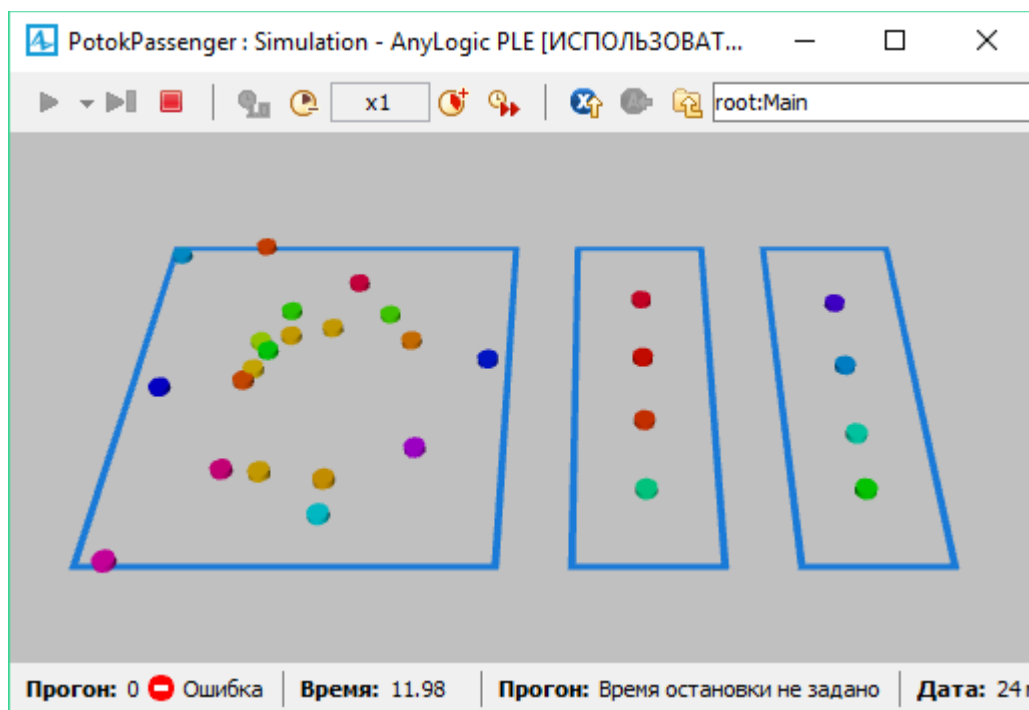 PotokPassenger : Simulation - AnyLogic PLE [ИСПОЛЬЗОВАТ...
x1 root:Main
Прогон: 0 Ошибка Время: 11.98 Прогон: Время остановки не задано Дата: 24